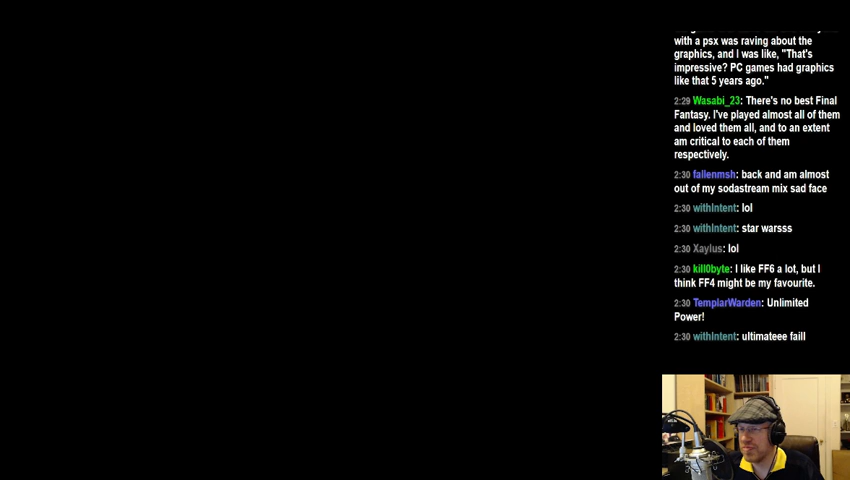 with a psx was raving about the
graphics, and I was like, "That's
impressive? PC games had graphics
like that 5 years ago."
2:29 Wasabi_23: There's no best Final
Fantasy. I've played almost all of them
and loved them all, and to an extent
am critical to each of them
respectively.
2:30 fallenmsh: back and am almost
out of my sodastream mix sad face
2:30 withIntent: lol
2:30 withIntent: star warsss
2:30 Xaylus: lol
2:30 kill0byte: I like FF6 a lot, but I
think FF4 might be my favourite.
2:30 TemplarWarden: Unlimited
Power!
2:30 withIntent: ultimateee faill